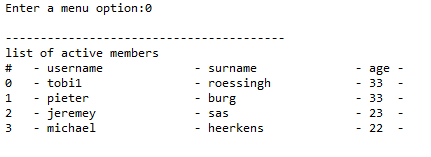 Enter a menu option:0
---------------------------------------
list of active members
# - username - surname - age -
0 - tobi1 - roessingh - 33 -
1 - pieter - burg - 33 -
2 - jeremey - sas - 23 -
3 - michael - heerkens - 22 -